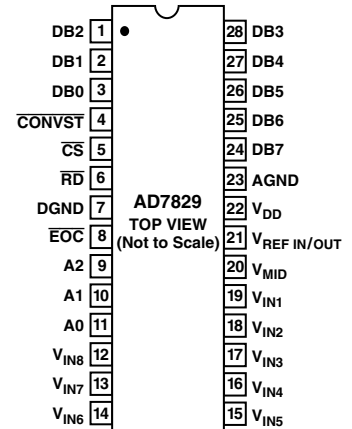 DB2 1
DB1 2
DB0 3
CONVST 4
CS 5
RD 6
DGND 7
EOC 8
A2 9
A1 10
A0 11
VIN8 12
VIN7 13
VIN6 14
AD7829
TOP VIEW
(Not to Scale)
28 DB3
27 DB4
26 DB5
25 DB6
24 DB7
23 AGND
22 VDD
21 VREF IN/OUT
20 VMID
19 VIN1
18 VIN2
17 VIN3
16 VIN4
15 VIN5